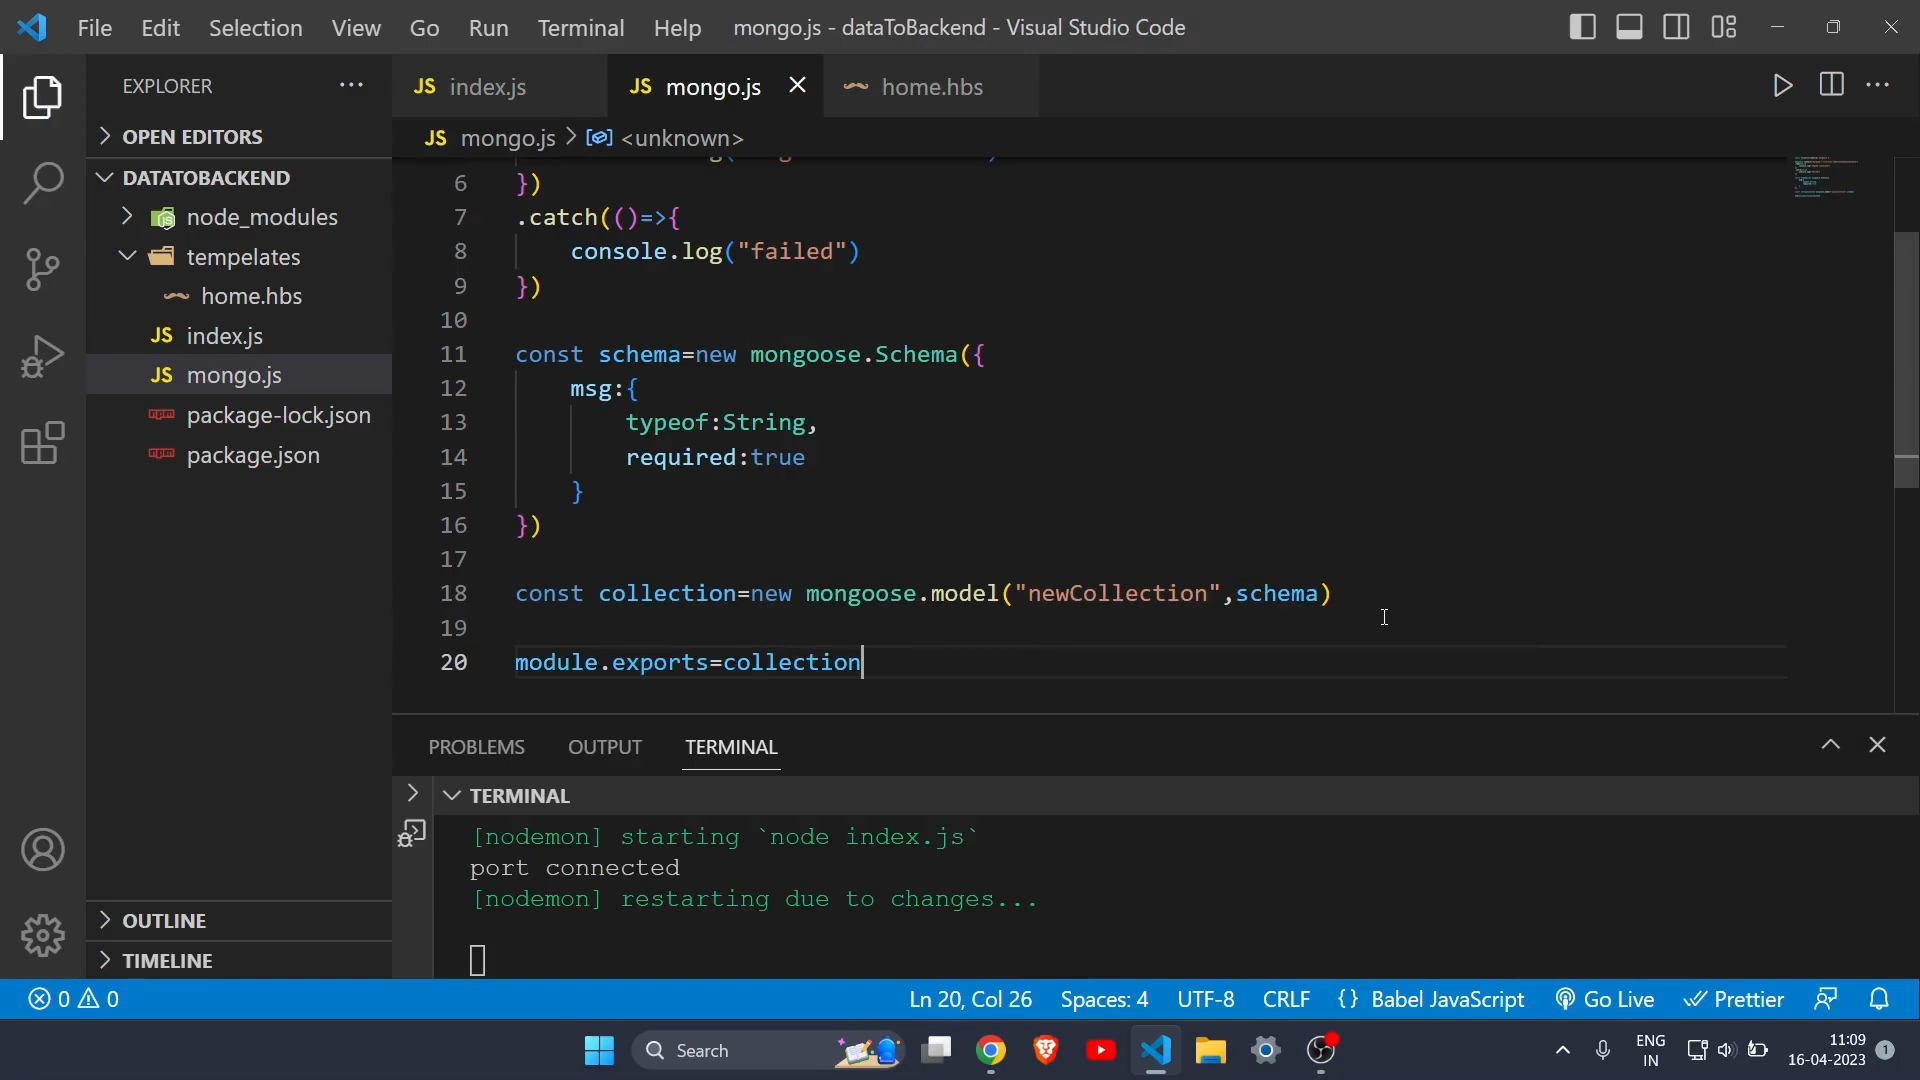 File Edit Selection View Go Run Terminal Help mongo.js - dataToBackend - Visual Studio Code
EXPLORER
OPEN EDITORS
DATATOBACKEND
node_modules
tempelates
home.hbs
JS index.js
JS mongo.js
package-lock.json
package.json
OUTLINE
TIMELINE
JS index.js
JS mongo.js
home.hbs
JS mongo.js > <unknown>
6 })
7 .catch(()=>{
8 console.log("failed")
9 })
10
11 const schema=new mongoose.Schema({
12 msg:{
13 typeof:String,
14 required:true
15 }
16 })
17
18 const collection=new mongoose.model("newCollection",schema)
19
20 module.exports=collection
PROBLEMS OUTPUT TERMINAL
TERMINAL
[nodemon] starting `node index.js`
port connected
[nodemon] restarting due to changes...
0 0 Ln 20, Col 26 Spaces: 4 UTF-8 CRLF {} Babel JavaScript Go Live Prettier
Search
ENG
IN
11:09
16-04-2023
1